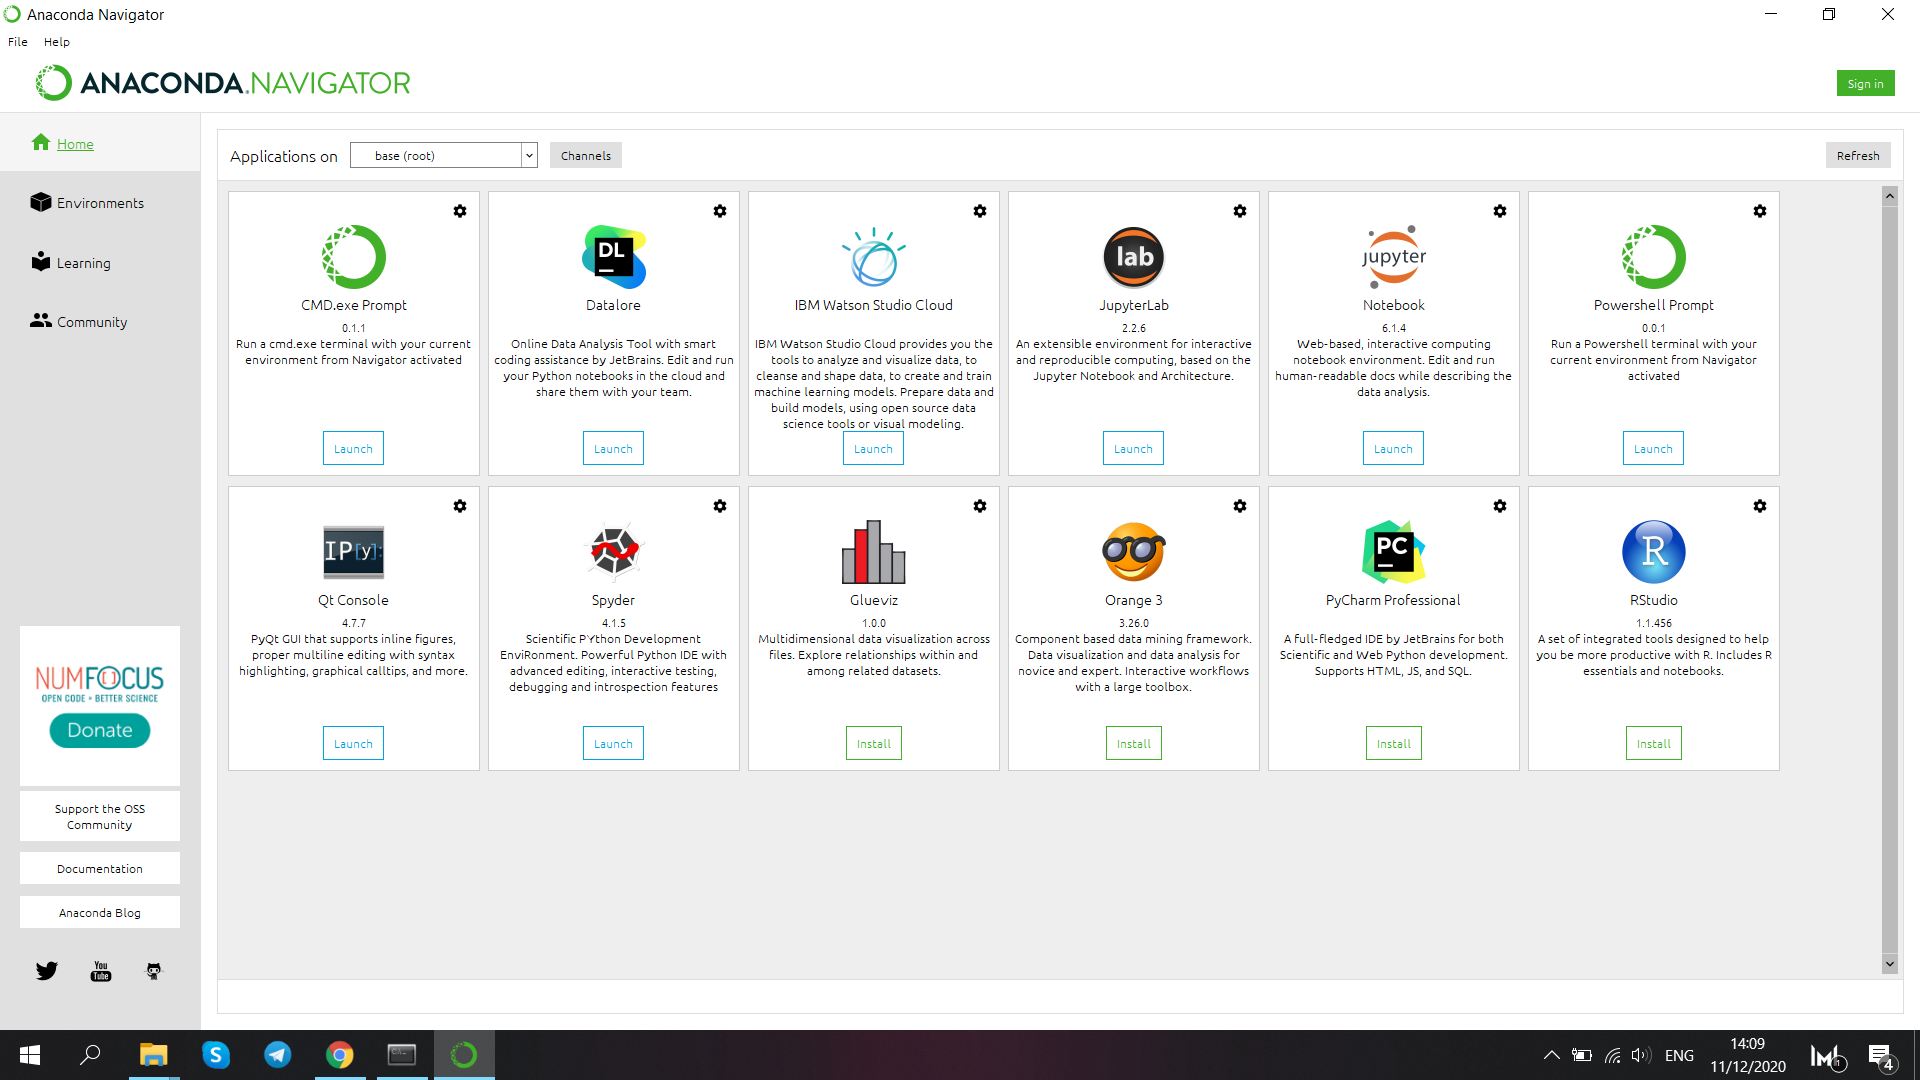 Anaconda Navigator
File Help
ANACONDA.NAVIGATOR
Sign in
Home
Environments
Learning
Community
NUMFOCUS
OPEN CODE = BETTER SCIENCE
Donate
Support the OSS
Community
Documentation
Anaconda Blog
You
Tube
Applications on base (root) Channels Refresh
CMD.exe Prompt
0.1.1
Run a cmd.exe terminal with your current
environment from Navigator activated
Launch
DL
Datalore
Online Data Analysis Tool with smart
coding assistance by JetBrains. Edit and run
your Python notebooks in the cloud and
share them with your team.
Launch
IBM Watson Studio Cloud
IBM Watson Studio Cloud provides you the
tools to analyze and visualize data, to
cleanse and shape data, to create and train
machine learning models. Prepare data and
build models, using open source data
science tools or visual modeling.
Launch
lab
JupyterLab
2.2.6
An extensible environment for interactive
and reproducible computing, based on the
Jupyter Notebook and Architecture.
Launch
jupyter
Notebook
6.1.4
Web-based, interactive computing
notebook environment. Edit and run
human-readable docs while describing the
data analysis.
Launch
Powershell Prompt
0.0.1
Run a Powershell terminal with your
current environment from Navigator
activated
Launch
IP[y]:
Qt Console
4.7.7
PyQt GUI that supports inline figures,
proper multiline editing with syntax
highlighting, graphical calltips, and more.
Launch
Spyder
4.1.5
Scientific PYthon Development
EnviRonment. Powerful Python IDE with
advanced editing, interactive testing,
debugging and introspection features
Launch
Glueviz
1.0.0
Multidimensional data visualization across
files. Explore relationships within and
among related datasets.
Install
Orange 3
3.26.0
Component based data mining framework.
Data visualization and data analysis for
novice and expert. Interactive workflows
with a large toolbox.
Install
PC
PyCharm Professional
A full-fledged IDE by JetBrains for both
Scientific and Web Python development.
Supports HTML, JS, and SQL.
Install
R
RStudio
1.1.456
A set of integrated tools designed to help
you be more productive with R. Includes R
essentials and notebooks.
Install
S
ENG
14:09
11/12/2020
1
4